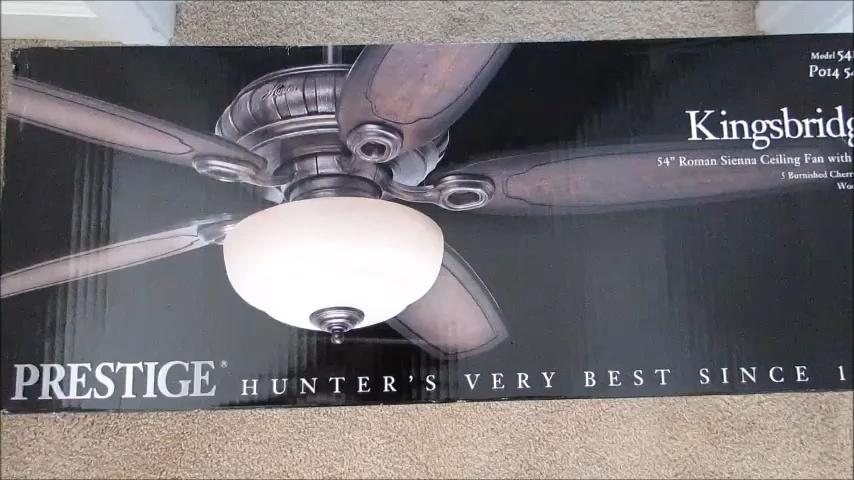 Model 54
P014 54
Kingsbridg
54" Roman Sienna Ceiling Fan with
5 Burnished Cherr
Wo
Hunter
PRESTIGE® HUNTER'S VERY BEST SINCE 1